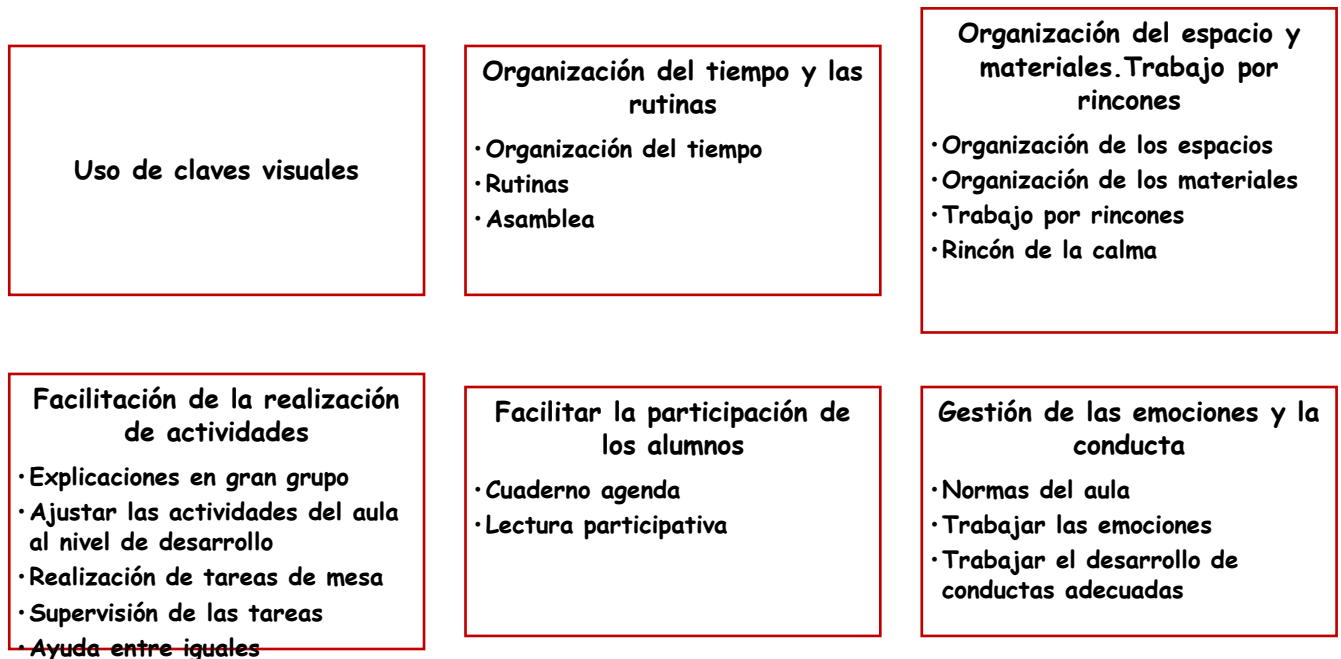 Uso de claves visuales
Organización del tiempo y las
rutinas
· Organización del tiempo
· Rutinas
· Asamblea
Organización del espacio y
materiales.Trabajo por
rincones
· Organización de los espacios
· Organización de los materiales
· Trabajo por rincones
· Rincón de la calma
Facilitación de la realización
de actividades
· Explicaciones en gran grupo
· Ajustar las actividades del aula
al nivel de desarrollo
· Realización de tareas de mesa
· Supervisión de las tareas
· Ayuda entre iguales
Facilitar la participación de
los alumnos
· Cuaderno agenda
· Lectura participativa
Gestión de las emociones y la
conducta
· Normas del aula
· Trabajar las emociones
· Trabajar el desarrollo de
conductas adecuadas